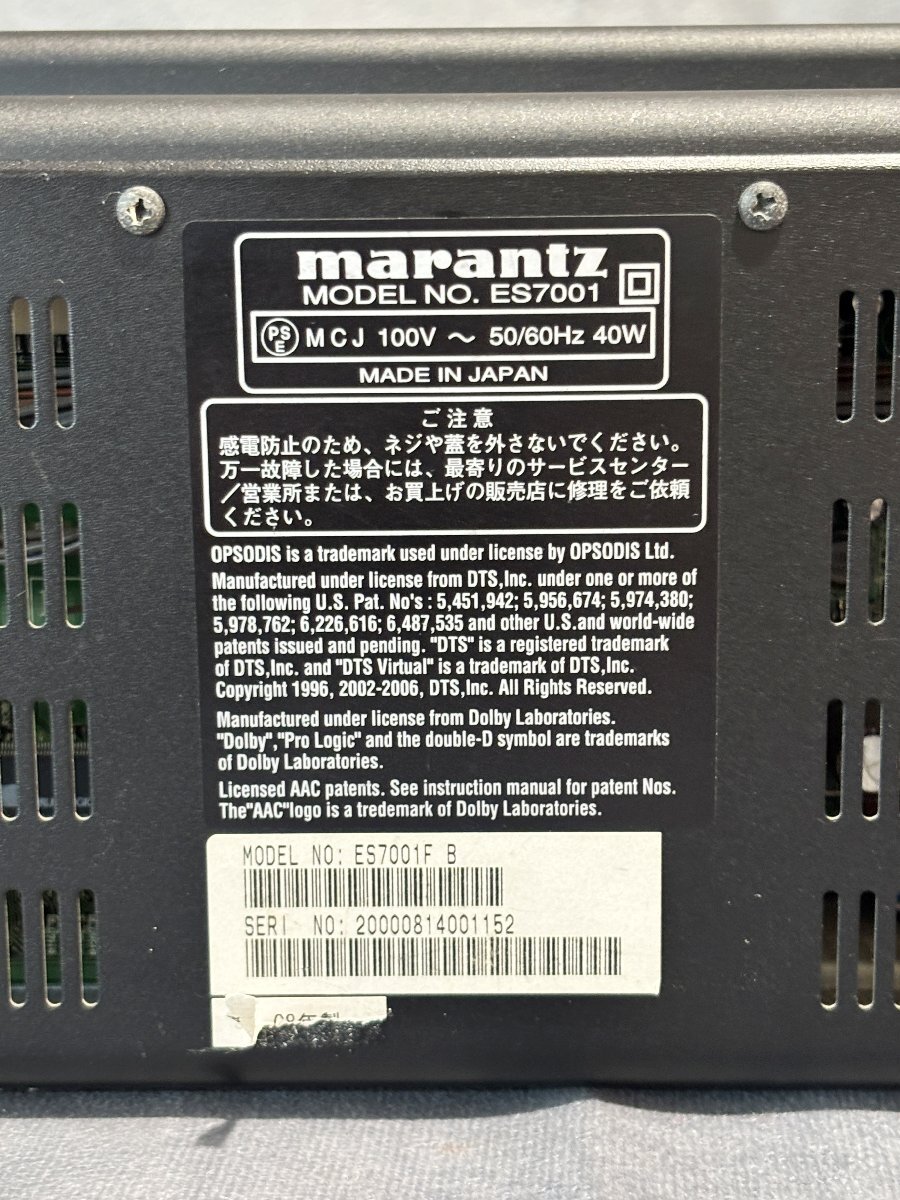 marantz
MODEL NO. ES7001
PS E MCJ 100V ～ 50/60Hz 40W
MADE IN JAPAN
ご注意
感電防止のため、ネジや蓋を外さないでください。
万一故障した場合には、最寄りのサービスセンター
/営業所または、お買上げの販売店に修理をご依頼
ください。
OPSODIS is a trademark used under license by OPSODIS Ltd.
Manufactured under license from DTS,Inc. under one or more of
the following U.S. Pat. No's : 5,451,942; 5,956,674; 5,974,380;
5,978,762; 6,226,616; 6,487,535 and other U.S.and world-wide
patents issued and pending. "DTS" is a registered trademark
of DTS,Inc. and "DTS Virtual" is a trademark of DTS,Inc.
Copyright 1996, 2002-2006, DTS,Inc. All Rights Reserved.
Manufactured under license from Dolby Laboratories.
"Dolby","Pro Logic" and the double-D symbol are trademarks
of Dolby Laboratories.
Licensed AAC patents. See instruction manual for patent Nos.
The"AAC"logo is a trademark of Dolby Laboratories.
MODEL NO: ES7001F B
SERI NO: 20000814001152